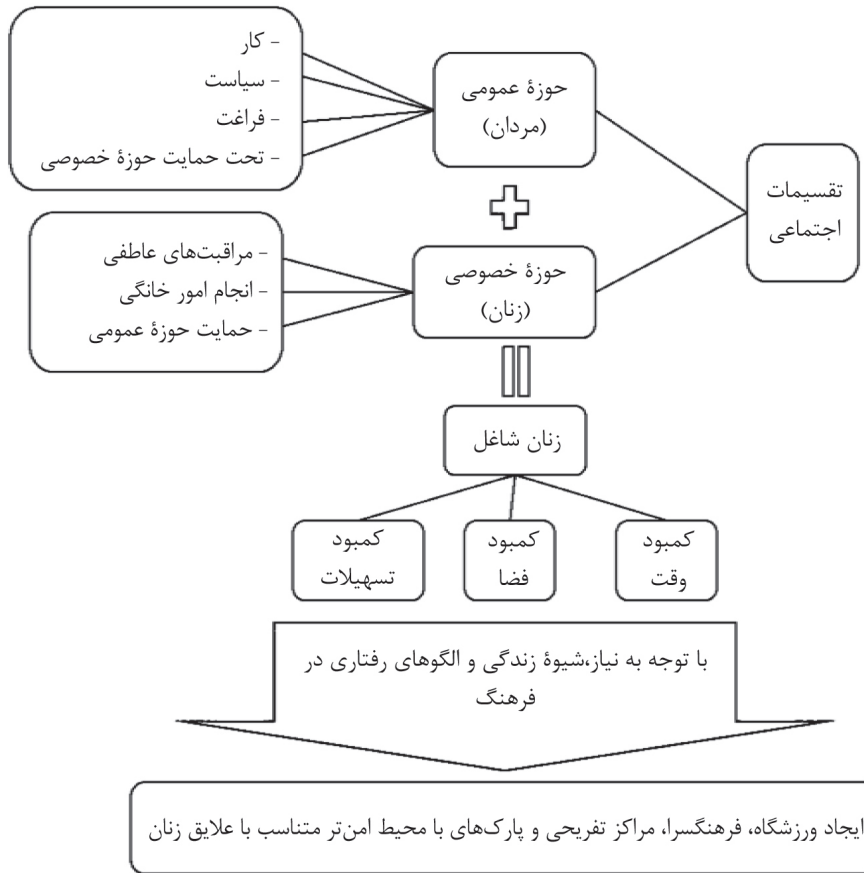 تقسیمات
اجتماعی
حوزهٔ عمومی
(مردان)
- کار
- سیاست
- فراغت
- تحت حمایت حوزهٔ خصوصی
حوزهٔ خصوصی
(زنان)
- مراقبت‌های عاطفی
- انجام امور خانگی
- حمایت حوزهٔ عمومی
زنان شاغل
کمبود
وقت
کمبود
فضا
کمبود
تسهیلات
با توجه به نیاز،شیوهٔ زندگی و الگوهای رفتاری در
فرهنگ
ایجاد ورزشگاه، فرهنگسرا، مراکز تفریحی و پارک‌های با محیط امن‌تر متناسب با علایق زنان